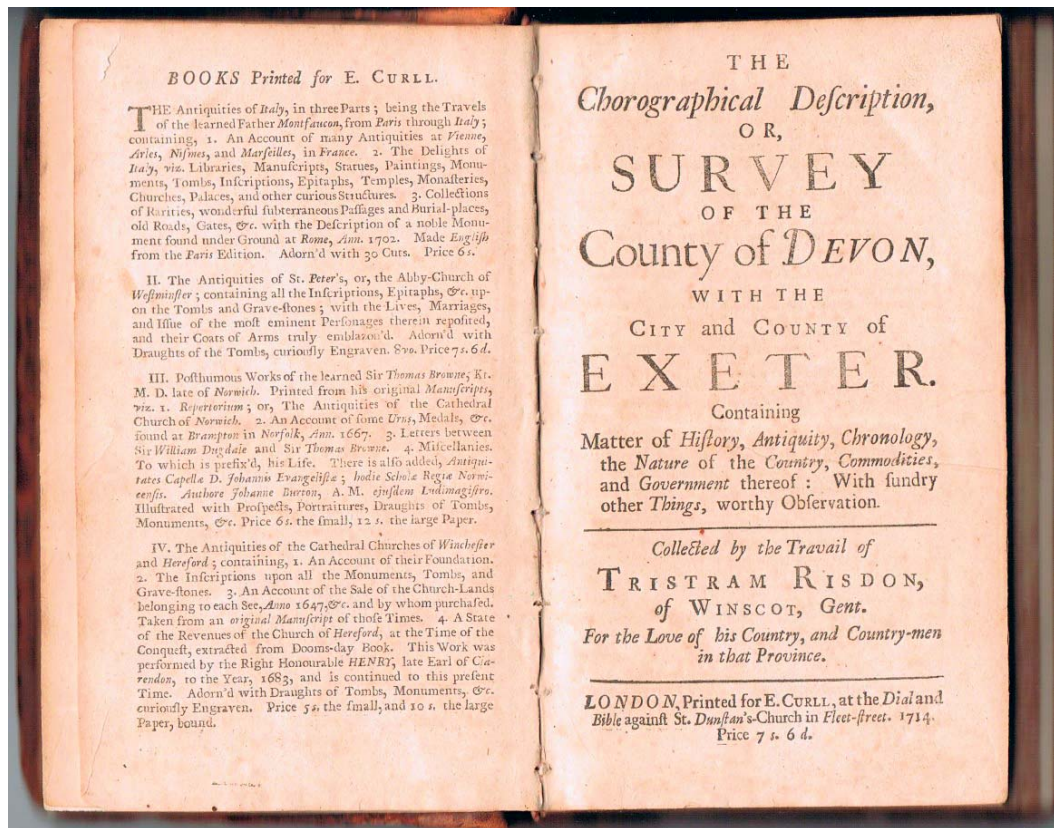 BOOKS Printed for E. CURLL.
THE Antiquities of Italy, in three Parts; being the Travels
of the learned Father Montfaucon, from Paris through Italy;
containing, 1. An Account of many Antiquities at Vienne,
Arles, Niſmes, and Marſeilles, in France. 2. The Delights of
Italy, viz. Libraries, Manuſcripts, Statues, Paintings, Monu-
ments, Tombs, Inſcriptions, Epitaphs, Temples, Monaſteries,
Churches, Palaces, and other curious Structures. 3. Collections
of Rarities, wonderful ſubterraneous Paſſages and Burial-places,
old Roads, Gates, &c. with the Deſcription of a noble Monu-
ment found under Ground at Rome, Ann. 1702. Made Engliſh
from the Paris Edition. Adorn'd with 30 Cuts. Price 6 s.
II. The Antiquities of St. Peter's, or, the Abby-Church of
Weſtminſter; containing all the Inſcriptions, Epitaphs, &c. up-
on the Tombs and Grave-ſtones; with the Lives, Marriages,
and Iſſue of the moſt eminent Perſonages therein repoſited,
and their Coats of Arms truly emblazon'd. Adorn'd with
Draughts of the Tombs, curiouſly Engraven. 8vo. Price 7 s. 6 d.
III. Poſthumous Works of the learned Sir Thomas Browne, Kt.
M. D. late of Norwich. Printed from his original Manuſcripts,
viz. 1. Repertorium; or, The Antiquities of the Cathedral
Church of Norwich. 2. An Account of ſome Urns, Medals, &c.
found at Brampton in Norfolk, Ann. 1667. 3. Letters between
Sir William Dugdale and Sir Thomas Browne. 4. Miſcellanies.
To which is prefix'd, his Life. There is alſo added, Antiqui-
tates Capellæ D. Johannis Evangeliſtæ; hodie Scholæ Regiæ Norwi-
cenſis. Authore Johanne Burton, A. M. ejuſdem Ludimagiſtro.
Illuſtrated with Proſpects, Portraitures, Draughts of Tombs,
Monuments, &c. Price 6 s. the ſmall, 12 s. the large Paper.
IV. The Antiquities of the Cathedral Churches of Wincheſter
and Hereford; containing, 1. An Account of their Foundation.
2. The Inſcriptions upon all the Monuments, Tombs, and
Grave-ſtones. 3. An Account of the Sale of the Church-Lands
belonging to each See, Anno 1647, &c. and by whom purchaſed.
Taken from an original Manuſcript of thoſe Times. 4. A State
of the Revenues of the Church of Hereford, at the Time of the
Conqueſt, extracted from Dooms-day Book. This Work was
performed by the Right Honourable HENRY, late Earl of Cla-
rendon, to the Year, 1683, and is continued to this preſent
Time. Adorn'd with Draughts of Tombs, Monuments, &c.
curiouſly Engraven. Price 5 s. the ſmall, and 10 s. the large
Paper, bound.
THE
Chorographical Deſcription,
OR,
SURVEY
OF THE
County of DEVON,
WITH THE
CITY and COUNTY of
EXETER.
Containing
Matter of Hiſtory, Antiquity, Chronology,
the Nature of the Country, Commodities,
and Government thereof: With ſundry
other Things, worthy Obſervation.
Collected by the Travail of
TRISTRAM RISDON,
of WINSCOT, Gent.
For the Love of his Country, and Country-men
in that Province.
LONDON, Printed for E. CURLL, at the Dial and
Bible againſt St. Dunſtan's-Church in Fleet-ſtreet. 1714.
Price 7 s. 6 d.